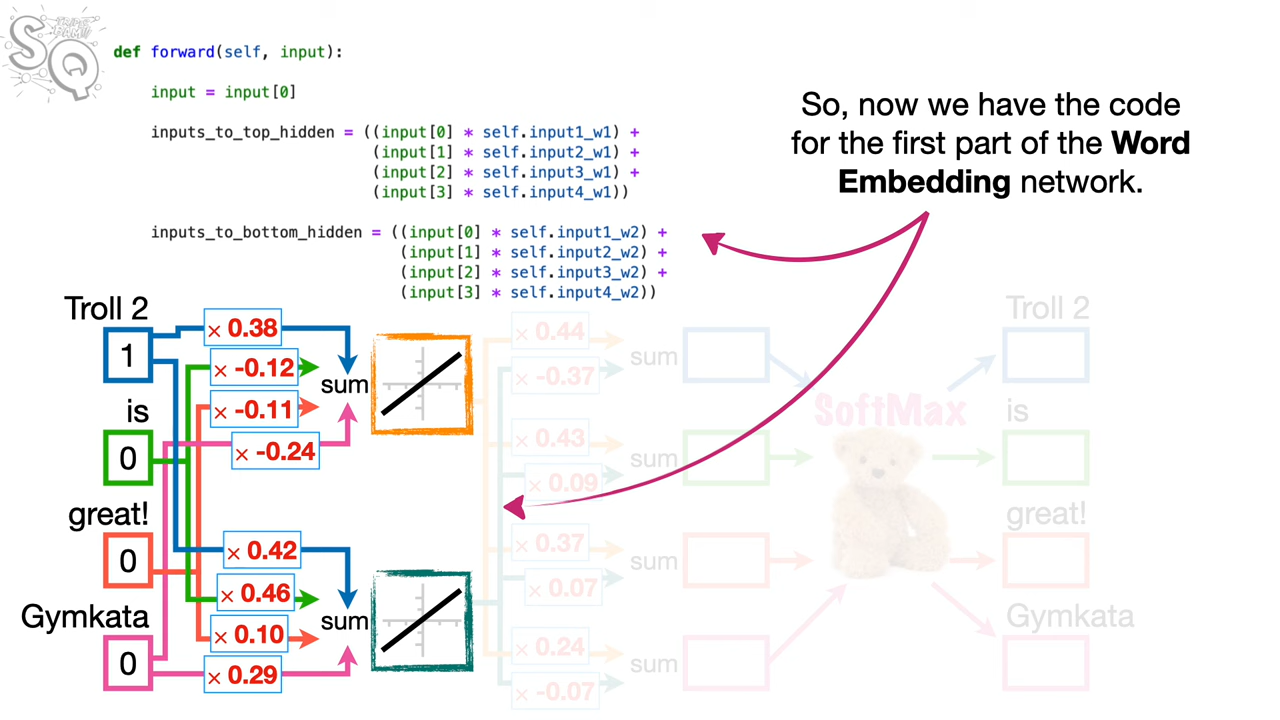 SQ
TRIPLE BAM!!
def forward(self, input):
input = input[0]
inputs_to_top_hidden = ((input[0] * self.input1_w1) +
(input[1] * self.input2_w1) +
(input[2] * self.input3_w1) +
(input[3] * self.input4_w1))
inputs_to_bottom_hidden = ((input[0] * self.input1_w2) +
(input[1] * self.input2_w2) +
(input[2] * self.input3_w2) +
(input[3] * self.input4_w2))
So, now we have the code
for the first part of the Word
Embedding network.
Troll 2
1
is
0
great!
0
Gymkata
0
× 0.38
× -0.12
× -0.11
× -0.24
sum
× 0.42
× 0.46
× 0.10
× 0.29
sum
× 0.44
× -0.37
sum
× 0.43
× 0.09
sum
× 0.37
× 0.07
sum
× 0.24
× -0.07
sum
SoftMax
Troll 2
is
great!
Gymkata